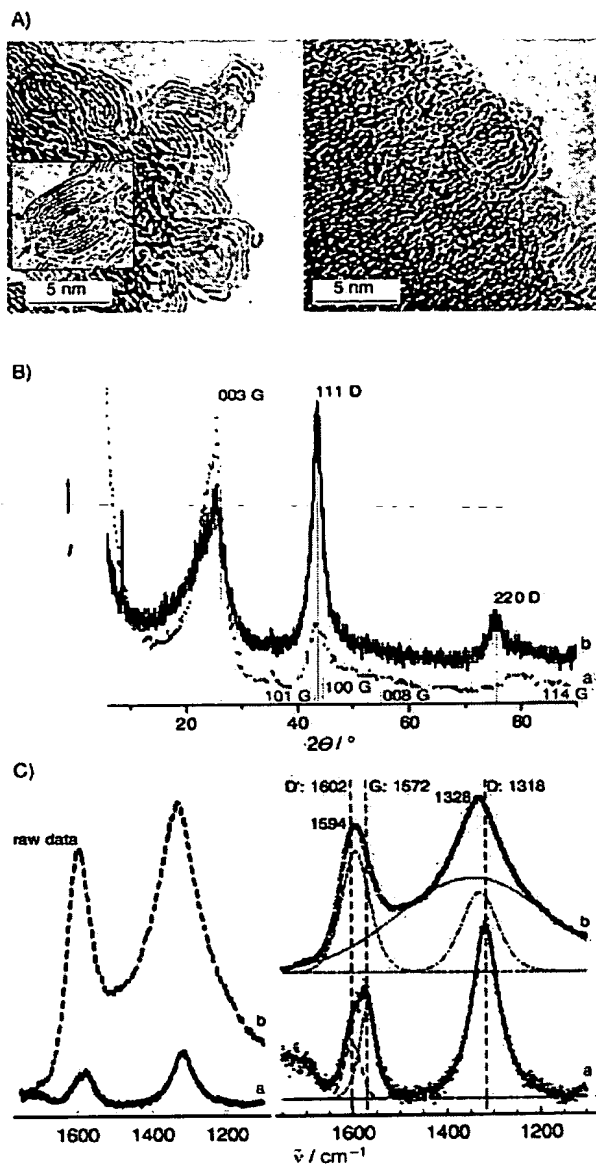 A)
5 nm
5 nm
B)
003 G
111 D
220 D
b
a
101 G
100 G
008 G
114 G
20
40
60
80
2Θ / °
C)
raw data
b
a
1600
1400
1200
D': 1602
G: 1572
D: 1318
1594
1328
b
a
1600
1400
1200
ν̃ / cm⁻¹